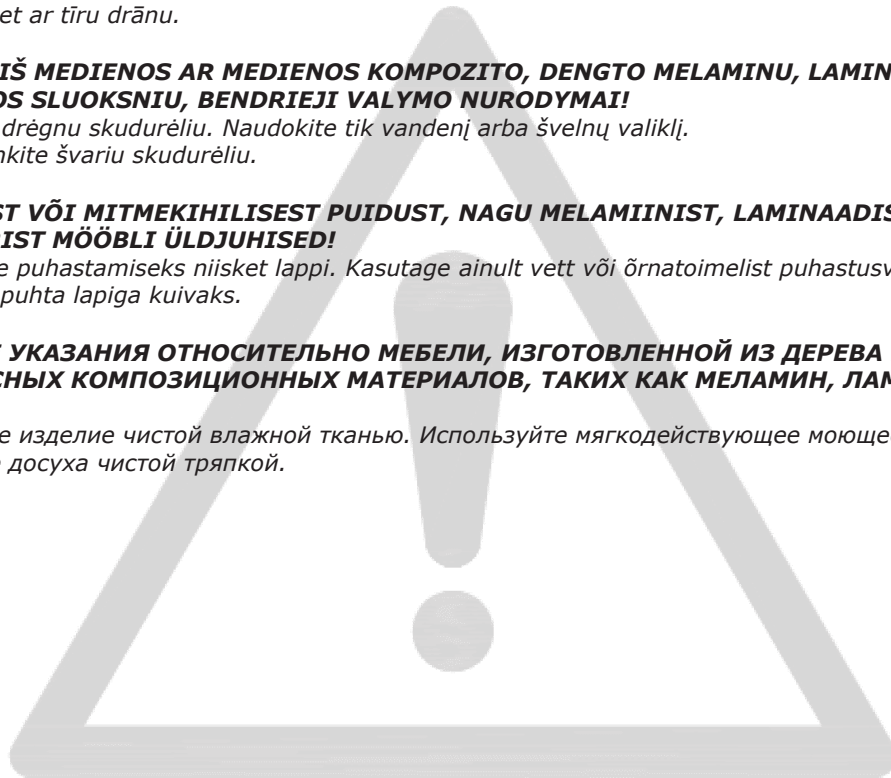 et ar tīru drānu.
IŠ MEDIENOS AR MEDIENOS KOMPOZITO, DENGTO MELAMINU, LAMIN
OS SLUOKSNIU, BENDRIEJI VALYMO NURODYMAI!
drėgnu skudurėliu. Naudokite tik vandenį arba švelnų valiklį.
nkite švariu skudurėliu.
ST VÕI MITMEKIHILISEST PUIDUST, NAGU MELAMIINIST, LAMINAADIS
IST MÖÖBLI ÜLDJUHISED!
e puhastamiseks niisket lappi. Kasutage ainult vett või õrnatoimelist puhastusv
puhta lapiga kuivaks.
УКАЗАНИЯ ОТНОСИТЕЛЬНО МЕБЕЛИ, ИЗГОТОВЛЕННОЙ ИЗ ДЕРЕВА
СНЫХ КОМПОЗИЦИОННЫХ МАТЕРИАЛОВ, ТАКИХ КАК МЕЛАМИН, ЛАМ
е изделие чистой влажной тканью. Используйте мягкодействующее моюще
досуха чистой тряпкой.